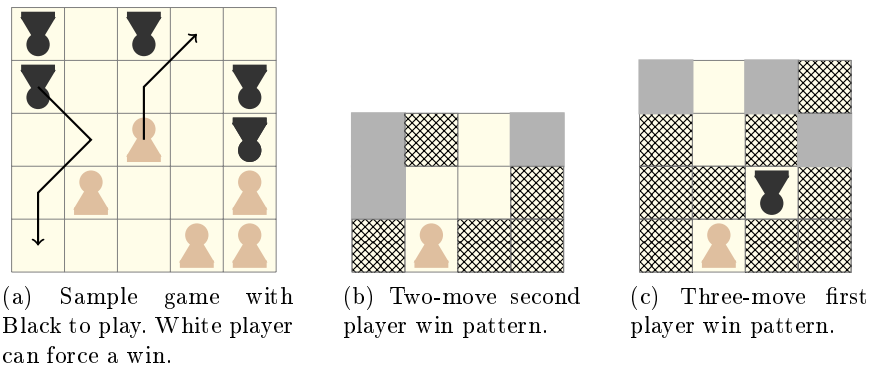 (a) Sample game with
Black to play. White player
can force a win.
(b) Two-move second
player win pattern.
(c) Three-move first
player win pattern.